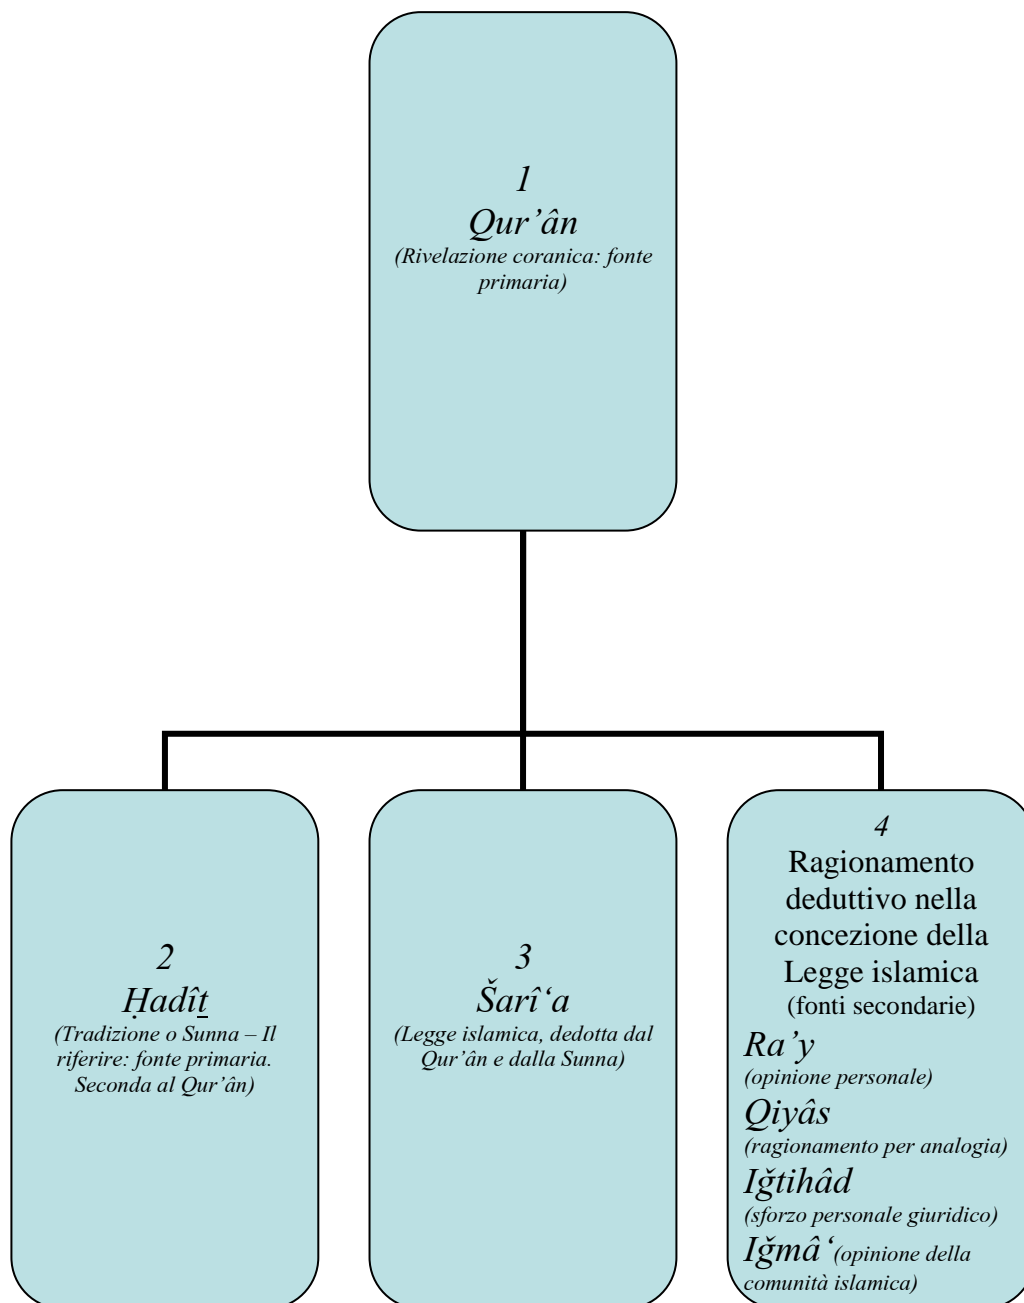 1
Qur’ân
(Rivelazione coranica: fonte
primaria)
2
Ḥadîṯ
(Tradizione o Sunna – Il
riferire: fonte primaria.
Seconda al Qur’ân)
3
Šarî‘a
(Legge islamica, dedotta dal
Qur’ân e dalla Sunna)
4
Ragionamento
deduttivo nella
concezione della
Legge islamica
(fonti secondarie)
Ra’y
(opinione personale)
Qiyâs
(ragionamento per analogia)
Iğtihâd
(sforzo personale giuridico)
Iğmâ‘(opinione della
comunità islamica)